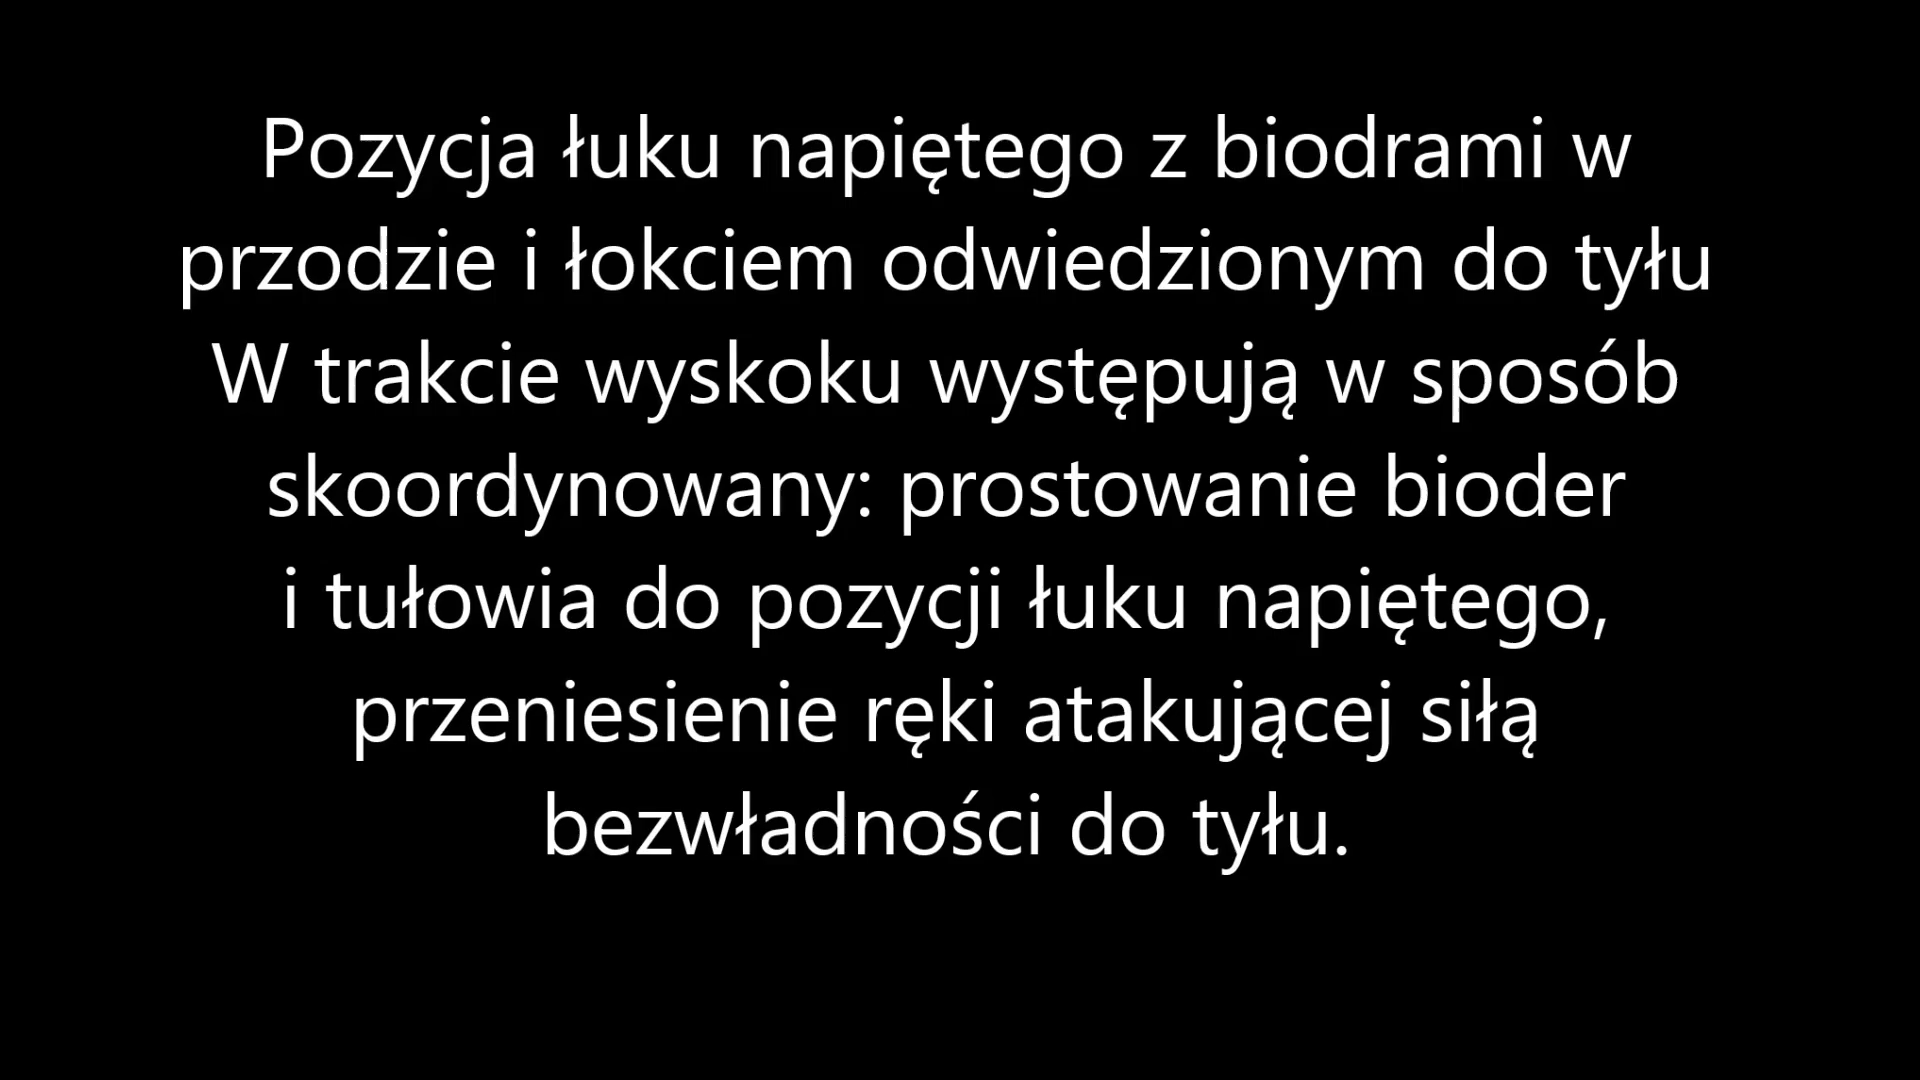 Pozycja łuku napiętego z biodrami w
przodzie i łokciem odwiedzionym do tyłu
W trakcie wyskoku występują w sposób
skoordynowany: prostowanie bioder
i tułowia do pozycji łuku napiętego,
przeniesienie ręki atakującej siłą
bezwładności do tyłu.